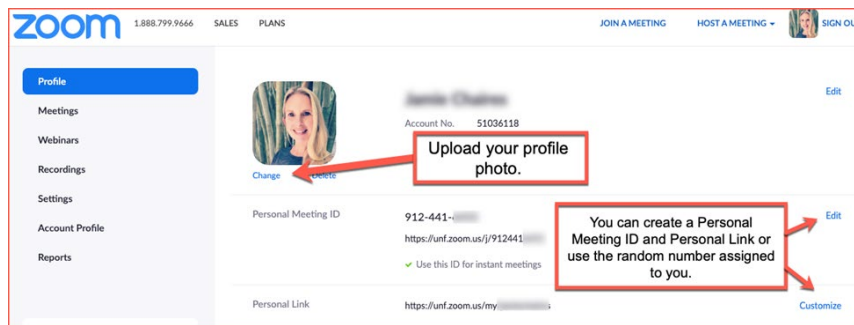 zoom 1.888.799.9666 SALES PLANS JOIN A MEETING HOST A MEETING SIGN OU
Profile
Meetings
Webinars
Recordings
Settings
Account Profile
Reports
Edit
Account No. 51036118
Change Delete
Upload your profile
photo.
Personal Meeting ID 912-441- Edit
https://unf.zoom.us/j/912441
Use this ID for instant meetings
You can create a Personal
Meeting ID and Personal Link or
use the random number assigned
to you.
Personal Link https://unf.zoom.us/my Customize